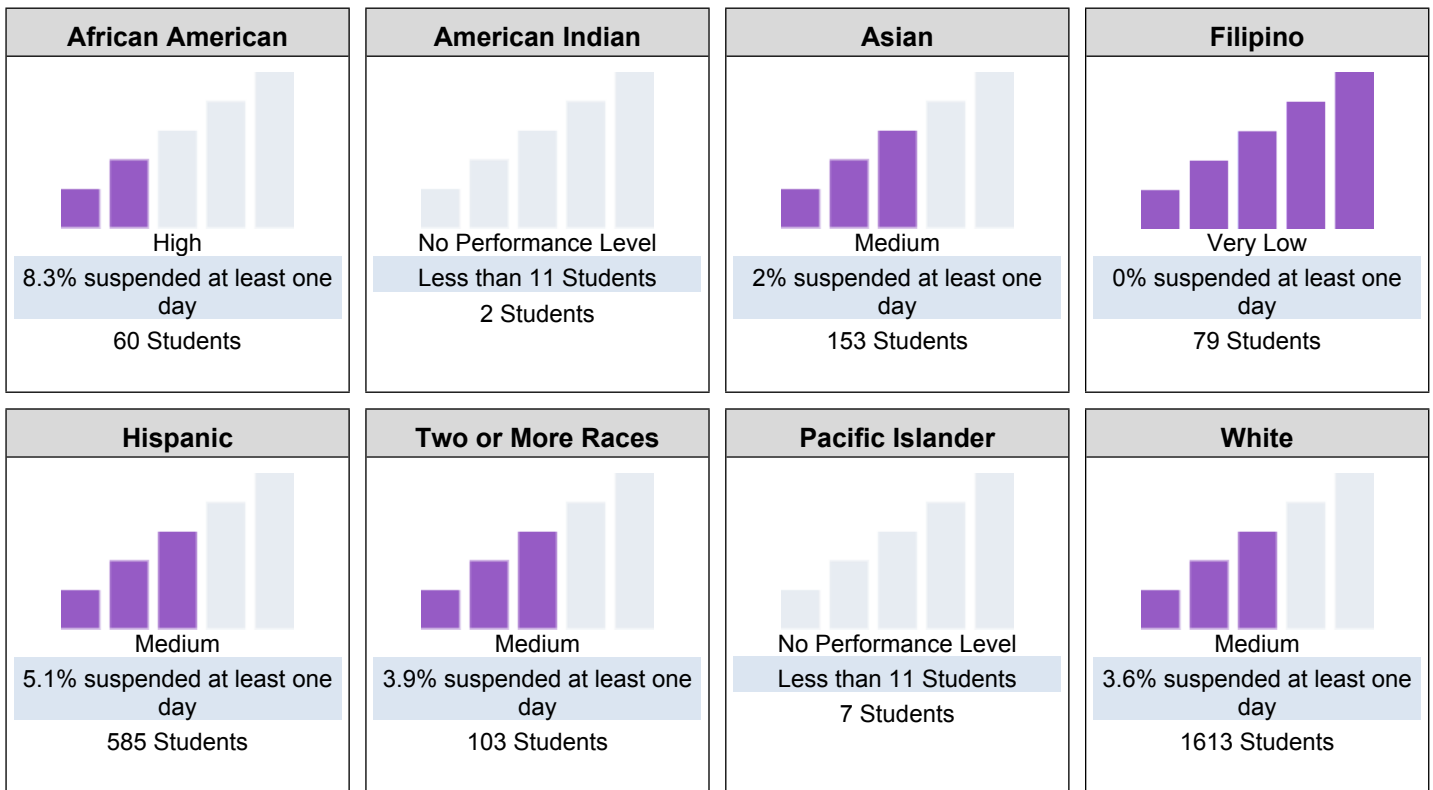 African American
High
8.3% suspended at least one
day
60 Students
American Indian
No Performance Level
Less than 11 Students
2 Students
Asian
Medium
2% suspended at least one
day
153 Students
Filipino
Very Low
0% suspended at least one
day
79 Students
Hispanic
Medium
5.1% suspended at least one
day
585 Students
Two or More Races
Medium
3.9% suspended at least one
day
103 Students
Pacific Islander
No Performance Level
Less than 11 Students
7 Students
White
Medium
3.6% suspended at least one
day
1613 Students